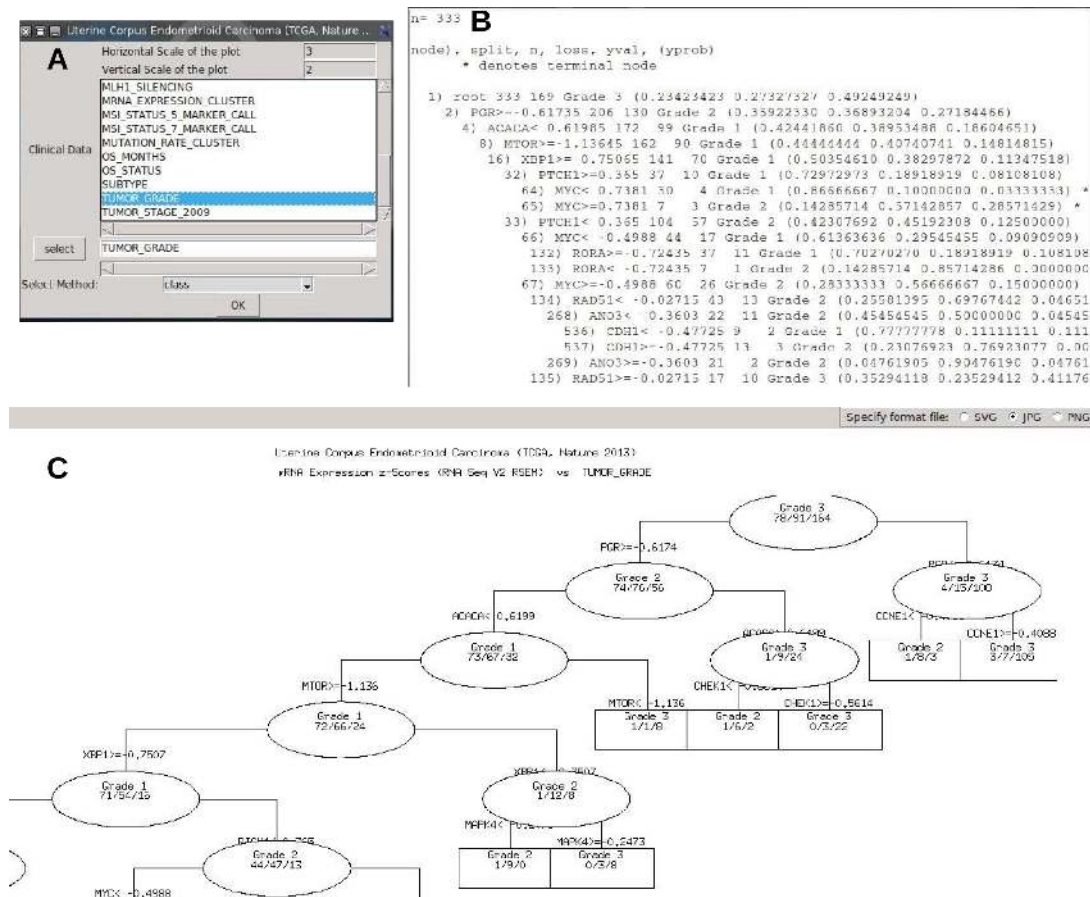 Uterine Corpus Endometrioid Carcinoma (TCGA, Nature ...
A
Horizontal Scale of the plot 3
Vertical Scale of the plot 2
Clinical Data
MLH1_SILENCING
MRNA_EXPRESSION_CLUSTER
MSI_STATUS_5_MARKER_CALL
MSI_STATUS_7_MARKER_CALL
MUTATION_RATE_CLUSTER
OS_MONTHS
OS_STATUS
SUBTYPE
TUMOR_GRADE
TUMOR_STAGE_2009
select TUMOR_GRADE
Select Method: class
OK
B
n= 333
node), split, n, loss, yval, (yprob)
* denotes terminal node
1) root 333 169 Grade 3 (0.23423423 0.27327327 0.49249249)
2) PGR>=-0.61735 206 130 Grade 2 (0.35922330 0.36893204 0.27184466)
4) ACACA< 0.61985 172 99 Grade 1 (0.42441860 0.38953488 0.18604651)
8) MTOR>=-1.13645 162 90 Grade 1 (0.44444444 0.40740741 0.14814815)
16) XBP1>= 0.75065 141 70 Grade 1 (0.50354610 0.38297872 0.11347518)
32) PTCH1>=0.365 37 10 Grade 1 (0.72972973 0.18918919 0.08108108)
64) MYC< 0.7381 30 4 Grade 1 (0.86666667 0.10000000 0.03333333) *
65) MYC>=0.7381 7 3 Grade 2 (0.14285714 0.57142857 0.28571429) *
33) PTCH1< 0.365 104 57 Grade 2 (0.42307692 0.45192308 0.12500000)
66) MYC< -0.4988 44 17 Grade 1 (0.61363636 0.29545455 0.09090909)
132) RORA>=-0.72435 37 11 Grade 1 (0.70270270 0.18918919 0.108108
133) RORA< -0.72435 7 1 Grade 2 (0.14285714 0.85714286 0.0000000
67) MYC>=-0.4988 60 26 Grade 2 (0.28333333 0.56666667 0.15000000)
134) RAD51< -0.02715 43 13 Grade 2 (0.25581395 0.69767442 0.04651
268) ANO3< 0.3603 22 11 Grade 2 (0.45454545 0.50000000 0.04545
536) CDH1< -0.47725 9 2 Grade 1 (0.77777778 0.11111111 0.111
537) CDH1>=-0.47725 13 3 Grade 2 (0.23076923 0.76923077 0.00
269) ANO3>=-0.3603 21 2 Grade 2 (0.04761905 0.90476190 0.04761
135) RAD51>=-0.02715 17 10 Grade 3 (0.35294118 0.23529412 0.41176
Specify format file: SVG JPG PNG
C
Uterine Corpus Endometrioid Carcinoma (TCGA, Nature 2013)
mRNA Expression z-Scores (RNA Seq V2 RSEM) vs TUMOR_GRADE
Grade 3
78/91/164
PGR>=-0.6174
Grade 2
74/76/56
Grade 3
4/15/100
ACACA< 0.6199
CCNE1<
CCNE1>=-0.4088
Grade 1
73/67/32
Grade 3
1/9/24
Grade 2
1/8/3
Grade 3
3/7/105
MTOR>=-1.136
MTOR< -1.136
CHEK1<
CHEK1>=-0.5614
Grade 1
72/66/24
Grade 3
1/1/8
Grade 2
1/6/2
Grade 3
0/3/22
XBP1>=-0.7507
Grade 1
71/54/16
Grade 2
1/12/8
MAPK4<
MAPK4>=-0.2473
Grade 2
44/47/13
Grade 2
1/9/0
Grade 3
0/3/8
MYC< -0.4988